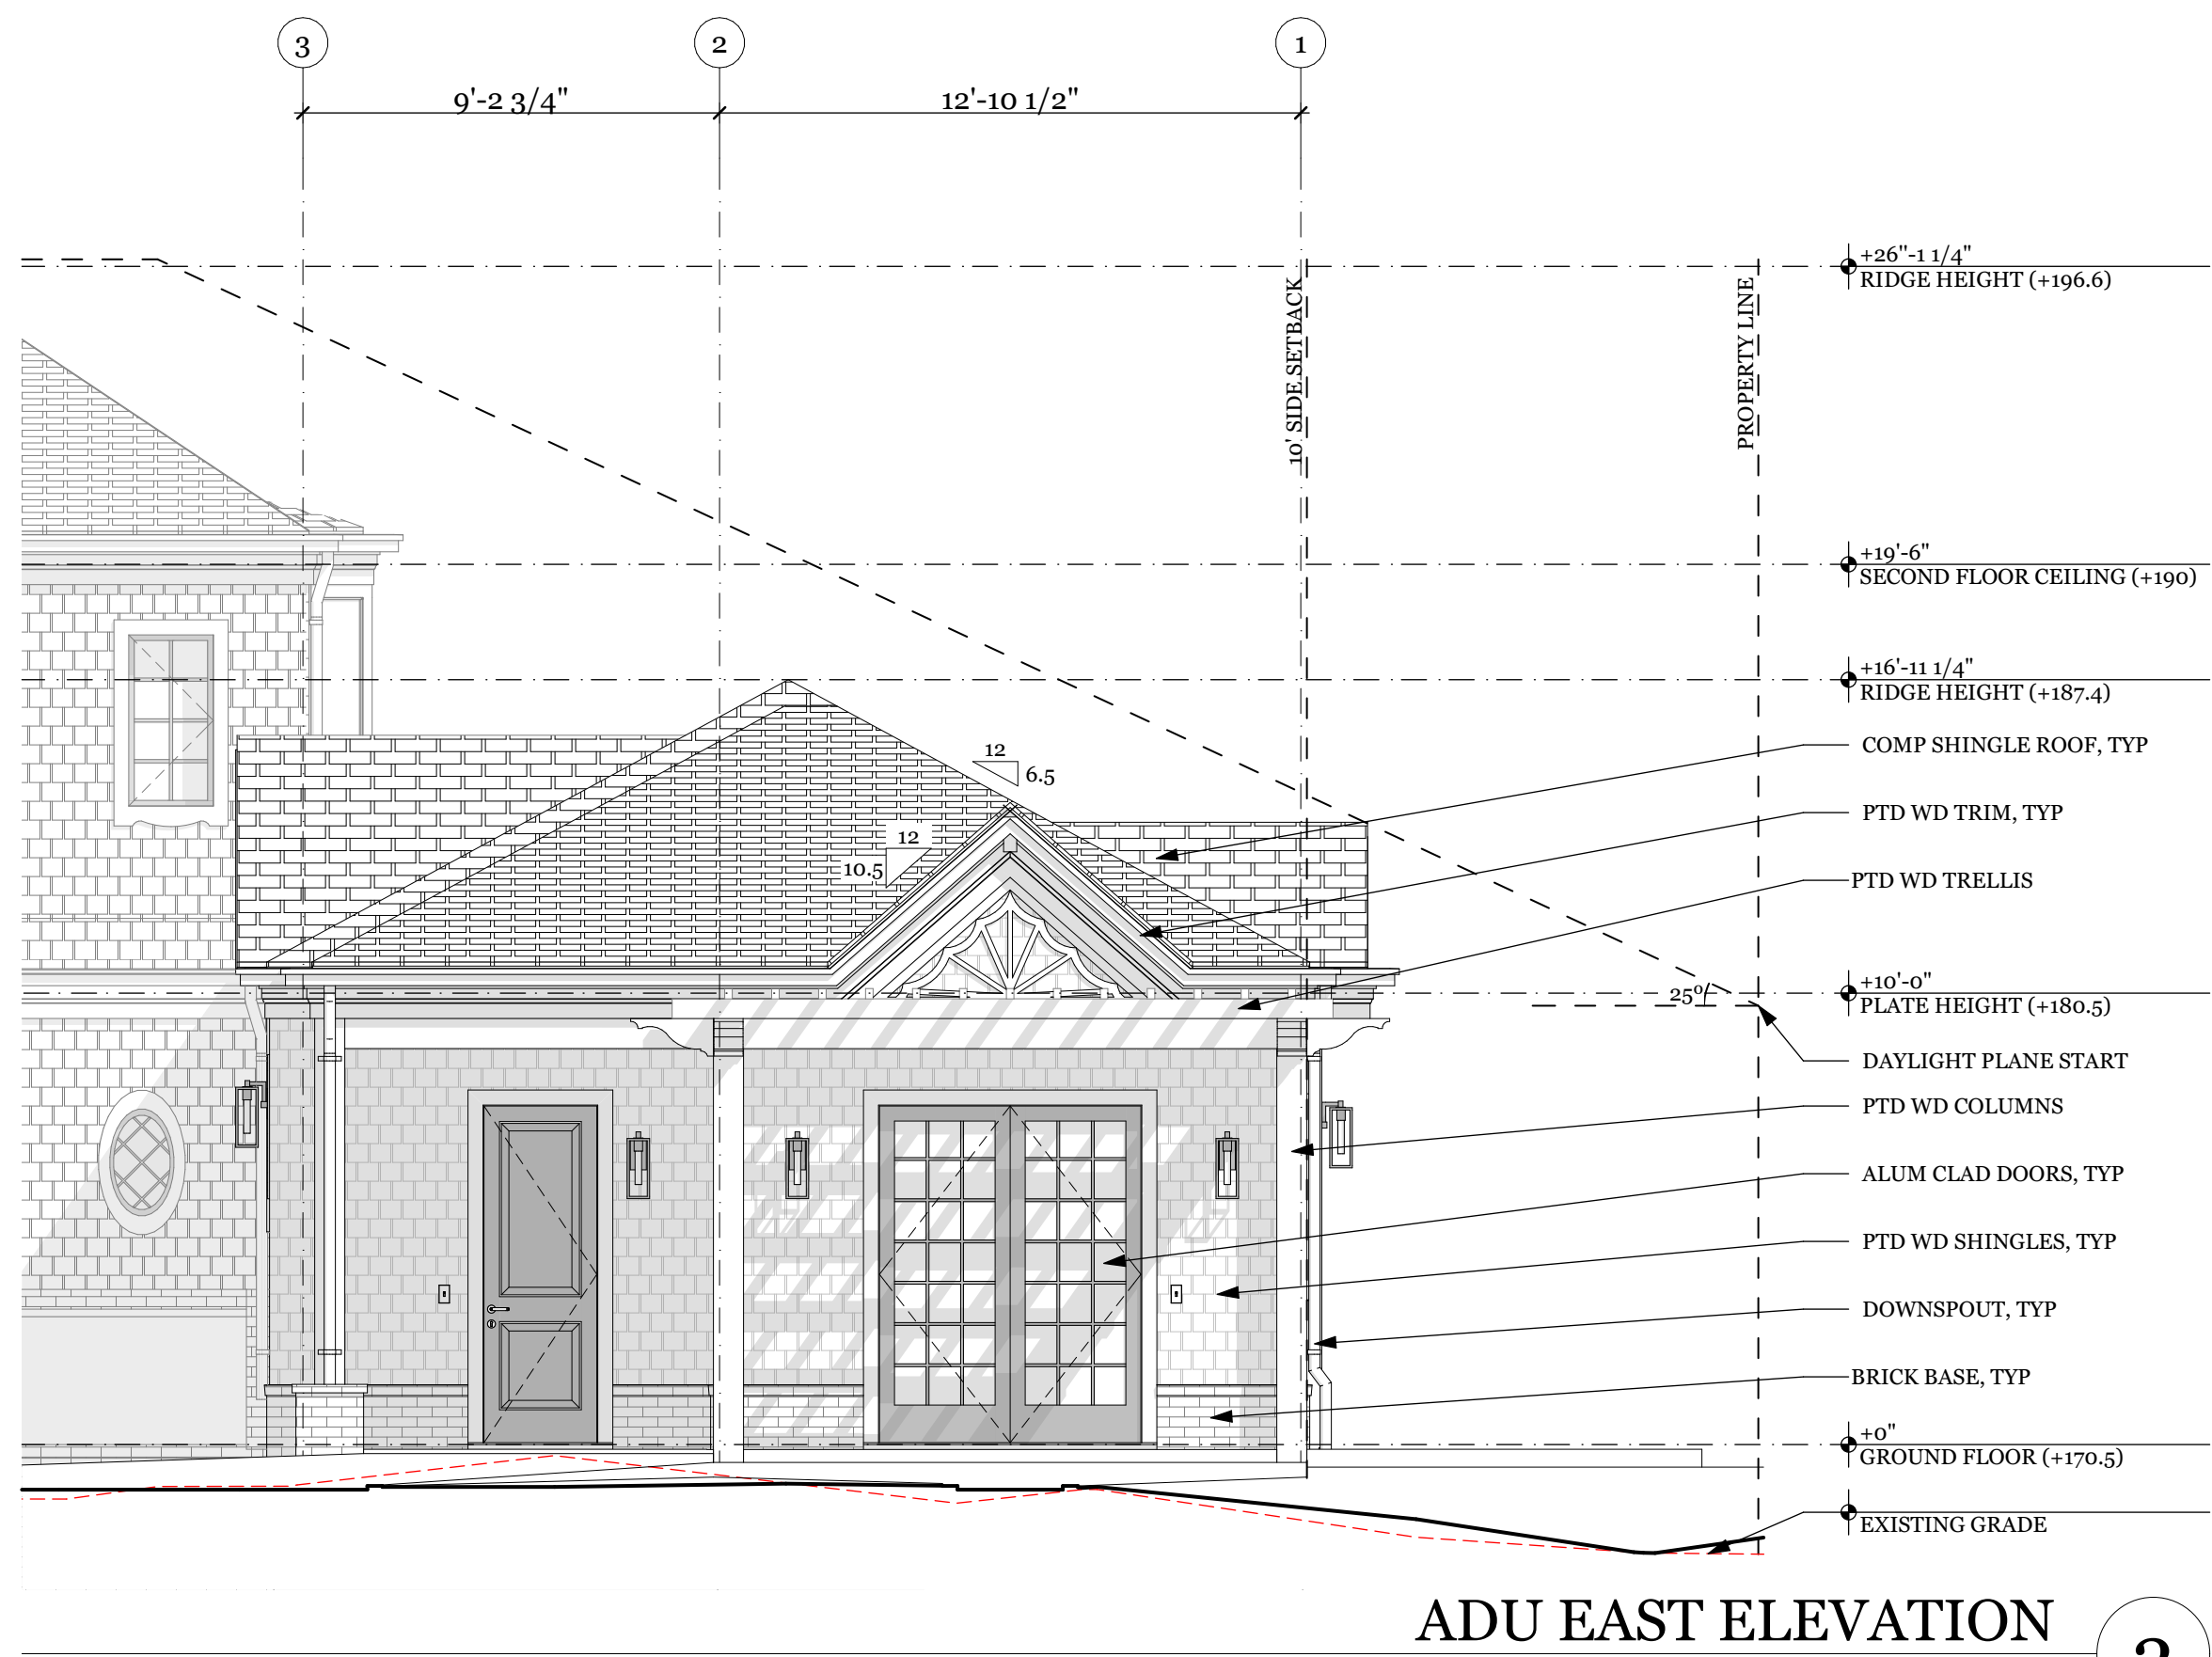 3
2
1
9'-2 3/4"
12'-10 1/2"
+26"-1 1/4"
RIDGE HEIGHT (+196.6)
10' SIDE SETBACK
PROPERTY LINE
+19'-6"
SECOND FLOOR CEILING (+190)
+16'-11 1/4"
RIDGE HEIGHT (+187.4)
12
6.5
COMP SHINGLE ROOF, TYP
12
10.5
PTD WD TRIM, TYP
PTD WD TRELLIS
25°
+10'-0"
PLATE HEIGHT (+180.5)
DAYLIGHT PLANE START
PTD WD COLUMNS
ALUM CLAD DOORS, TYP
PTD WD SHINGLES, TYP
DOWNSPOUT, TYP
BRICK BASE, TYP
+0"
GROUND FLOOR (+170.5)
EXISTING GRADE
ADU EAST ELEVATION